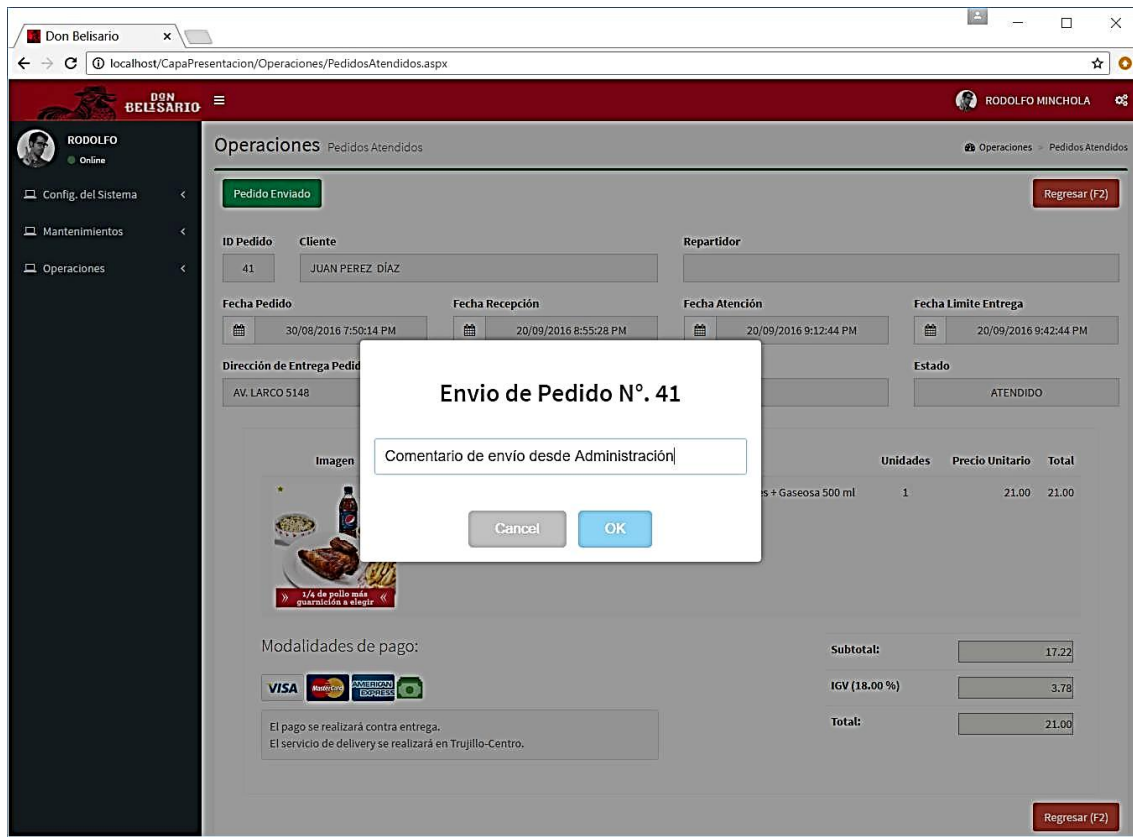 Don Belisario
localhost/CapaPresentacion/Operaciones/PedidosAtendidos.aspx
DON
BELISARIO
RODOLFO MINCHOLA
RODOLFO
Online
Config. del Sistema
Mantenimientos
Operaciones
Operaciones Pedidos Atendidos
Operaciones > Pedidos Atendidos
Pedido Enviado
Regresar (F2)
ID Pedido Cliente Repartidor
41 JUAN PEREZ DÍAZ
Fecha Pedido Fecha Recepción Fecha Atención Fecha Limite Entrega
30/08/2016 7:50:14 PM 20/09/2016 8:55:28 PM 20/09/2016 9:12:44 PM 20/09/2016 9:42:44 PM
Dirección de Entrega Pedid Estado
AV. LARCO 5148 ATENDIDO
Envio de Pedido N°. 41
Comentario de envío desde Administración
Cancel OK
Imagen Unidades Precio Unitario Total
+ Gaseosa 500 ml 1 21.00 21.00
1/4 de pollo más
guarnición a elegir
Modalidades de pago:
VISA MasterCard AMERICAN EXPRESS
El pago se realizará contra entrega.
El servicio de delivery se realizará en Trujillo-Centro.
Subtotal: 17.22
IGV (18.00 %) 3.78
Total: 21.00
Regresar (F2)